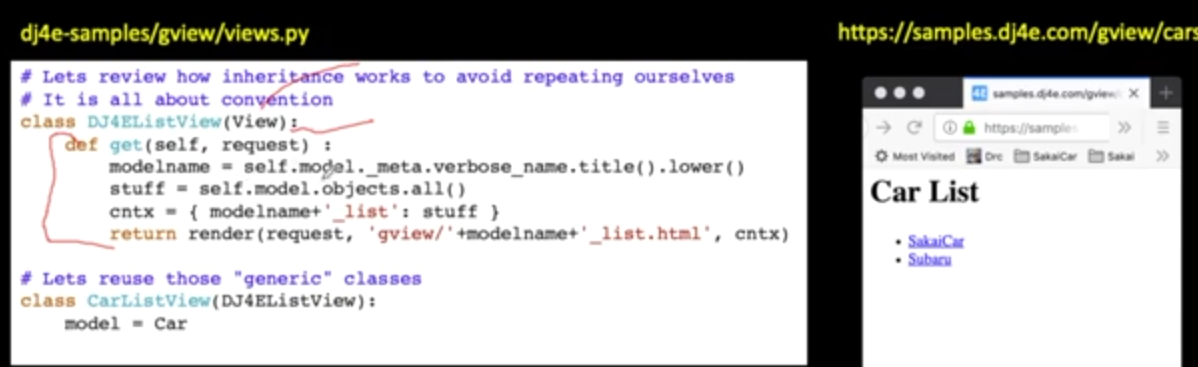 dj4e-samples/gview/views.py
# Lets review how inheritance works to avoid repeating ourselves
# It is all about convention
class DJ4EListView(View):
    def get(self, request) :
        modelname = self.model._meta.verbose_name.title().lower()
        stuff = self.model.objects.all()
        cntx = { modelname+'_list': stuff }
        return render(request, 'gview/'+modelname+'_list.html', cntx)
# Lets reuse those "generic" classes
class CarListView(DJ4EListView):
    model = Car
https://samples.dj4e.com/gview/cars
4E samples.dj4e.com/gview
https://samples
Most Visited Drc SakaiCar Sakai
Car List
SakaiCar
Subaru